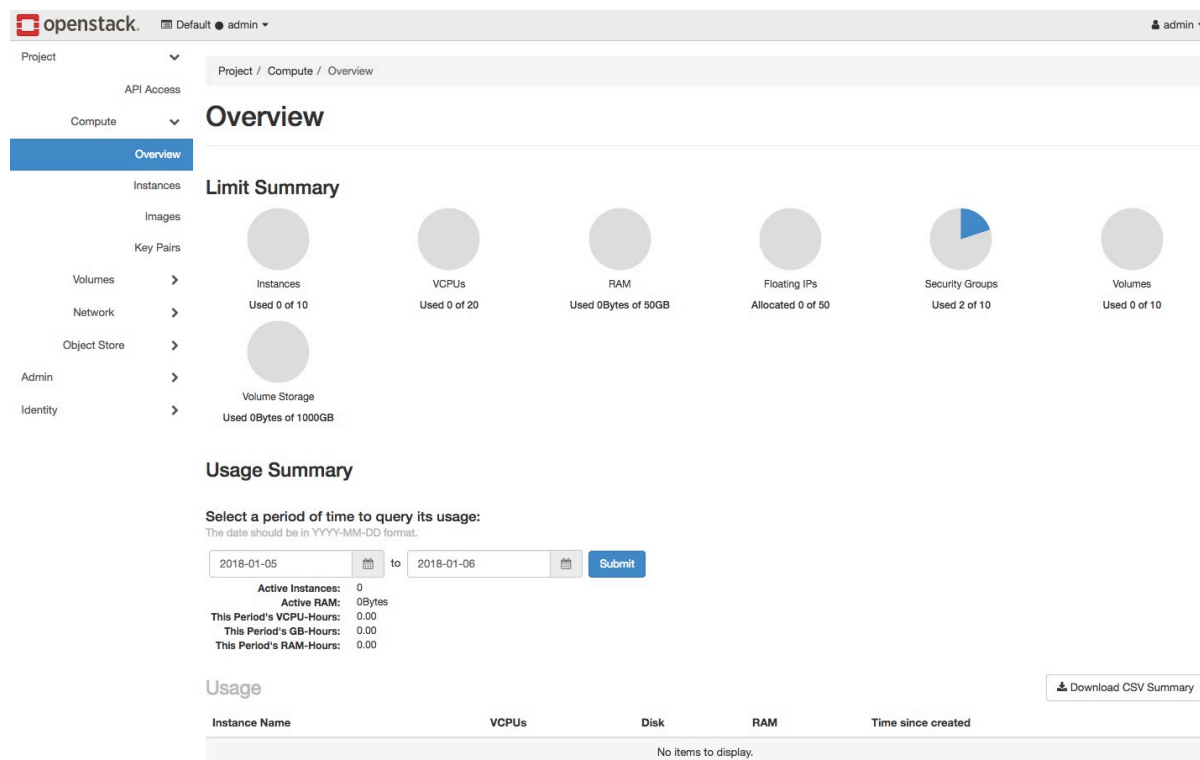 openstack. Default ● admin admin
Project
API Access
Compute
Overview
Instances
Images
Key Pairs
Volumes
Network
Object Store
Admin
Identity
Project / Compute / Overview
Overview
Limit Summary
Instances VCPUs RAM Floating IPs Security Groups Volumes
Used 0 of 10 Used 0 of 20 Used 0Bytes of 50GB Allocated 0 of 50 Used 2 of 10 Used 0 of 10
Volume Storage
Used 0Bytes of 1000GB
Usage Summary
Select a period of time to query its usage:
The date should be in YYYY-MM-DD format.
2018-01-05 to 2018-01-06 Submit
Active Instances: 0
Active RAM: 0Bytes
This Period's VCPU-Hours: 0.00
This Period's GB-Hours: 0.00
This Period's RAM-Hours: 0.00
Usage Download CSV Summary
Instance Name VCPUs Disk RAM Time since created
No items to display.